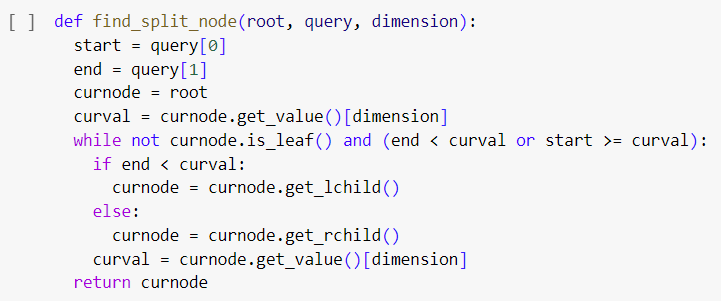 [ ] def find_split_node(root, query, dimension):
  start = query[0]
  end = query[1]
  curnode = root
  curval = curnode.get_value()[dimension]
  while not curnode.is_leaf() and (end < curval or start >= curval):
    if end < curval:
      curnode = curnode.get_lchild()
    else:
      curnode = curnode.get_rchild()
    curval = curnode.get_value()[dimension]
  return curnode